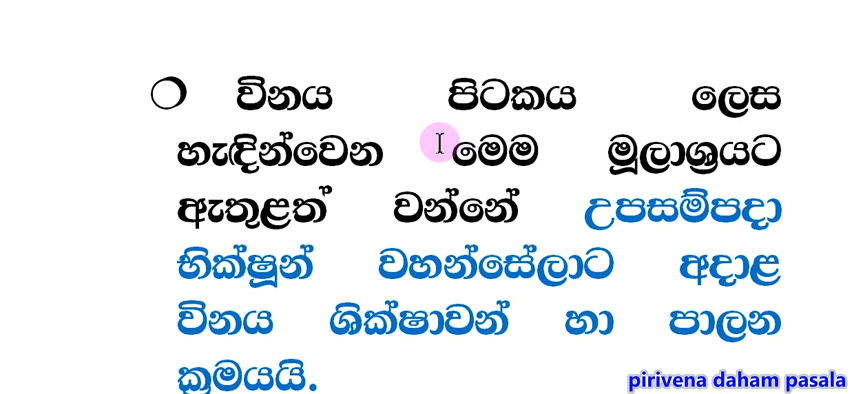 ❍ විනය පිටකය ලෙස
හැඳින්වෙන මෙම මූලාශ්‍රයට
ඇතුළත් වන්නේ උපසම්පදා
භික්ෂූන් වහන්සේලාට අදාළ
විනය ශික්ෂාවන් හා පාලන
ක්‍රමයයි.
pirivena daham pasala